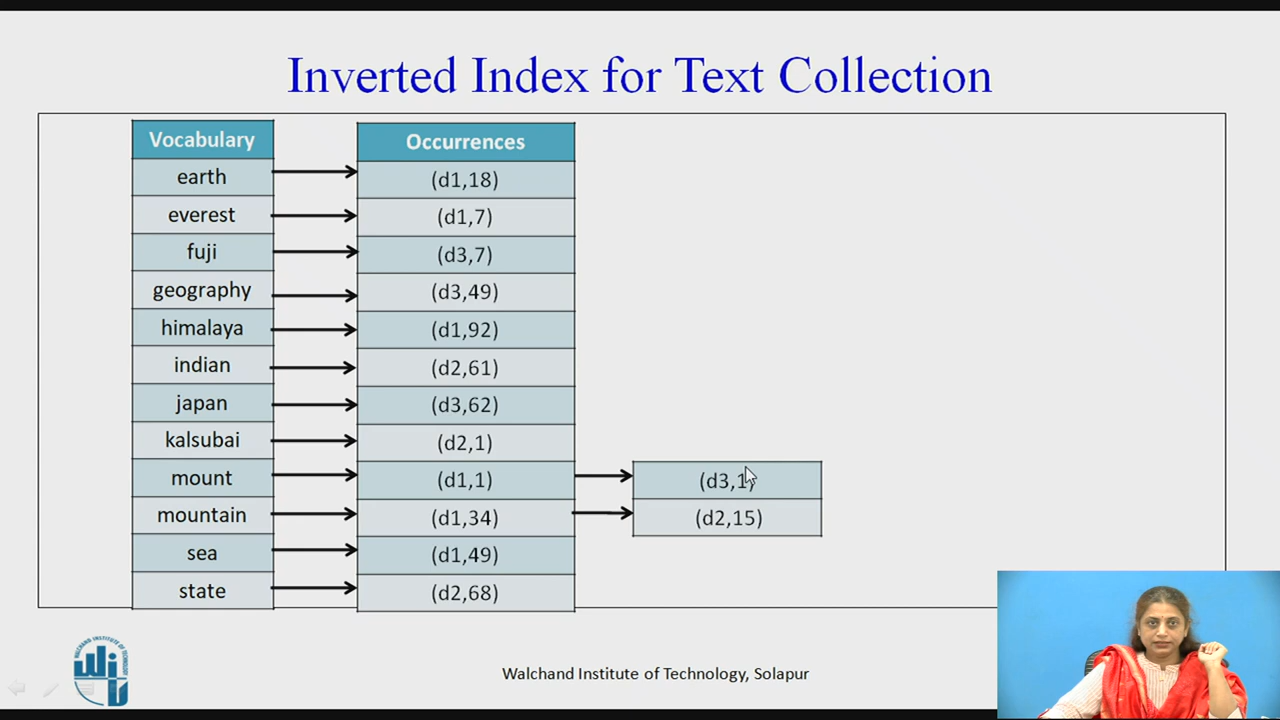 Inverted Index for Text Collection
Vocabulary Occurrences
earth (d1,18)
everest (d1,7)
fuji (d3,7)
geography (d3,49)
himalaya (d1,92)
indian (d2,61)
japan (d3,62)
kalsubai (d2,1)
mount (d1,1) (d3,1)
mountain (d1,34) (d2,15)
sea (d1,49)
state (d2,68)
Walchand Institute of Technology, Solapur